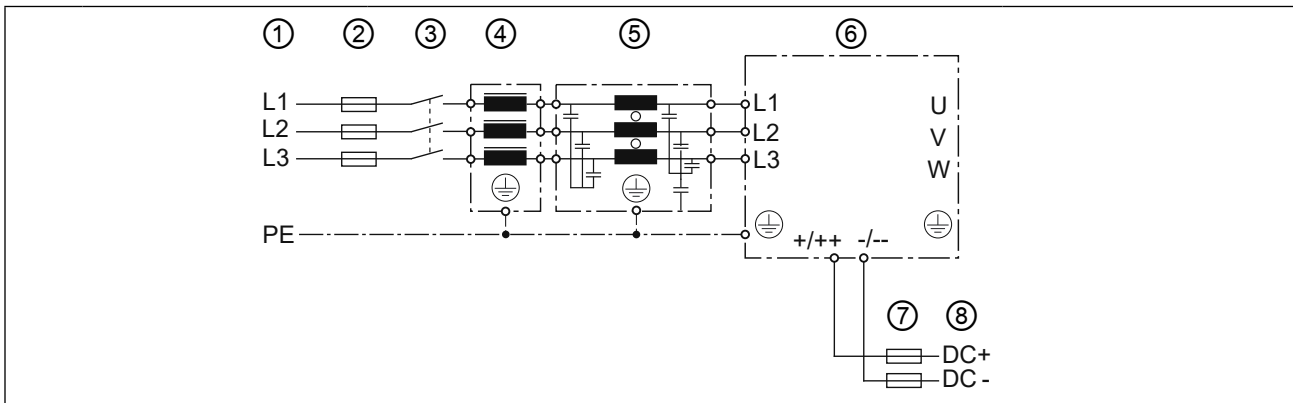 ① ② ③ ④ ⑤ ⑥
L1 L1 U
L2 L2 V
L3 L3 W
PE
+/++ -/--
⑦ ⑧
DC+
DC -